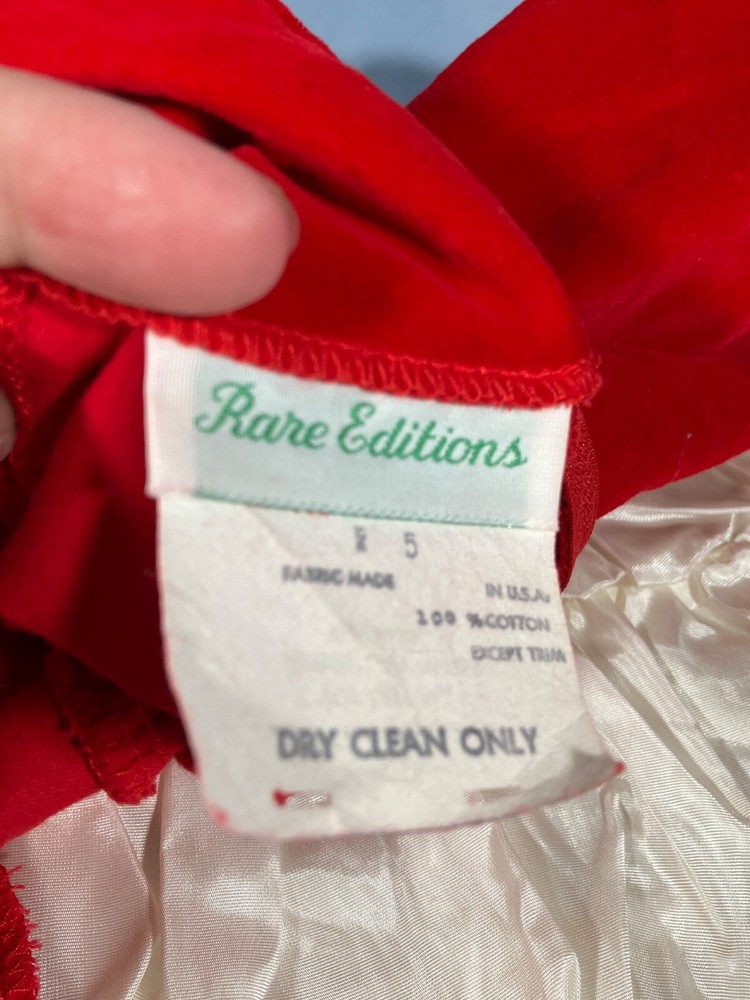 Rare Editions
5
FABRIC MADE
IN U.S.A.
100 % COTTON
EXCEPT TRIM
DRY CLEAN ONLY